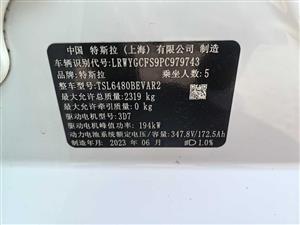 中国 特斯拉（上海）有限公司 制造
车辆识别代号：LRWYGCFS9PC979743
品牌：特斯拉 乘坐人数：5
整车型号：TSL6480BEVAR2
最大允许总质量：2319 kg
最大允许装载质量：kg
驱动电机型号：3D7
驱动电机峰值功率：194kW
动力电池系统额定电压/容量：347.8V/172.5Ah
制造年月：2023 年 06 月 1.0%